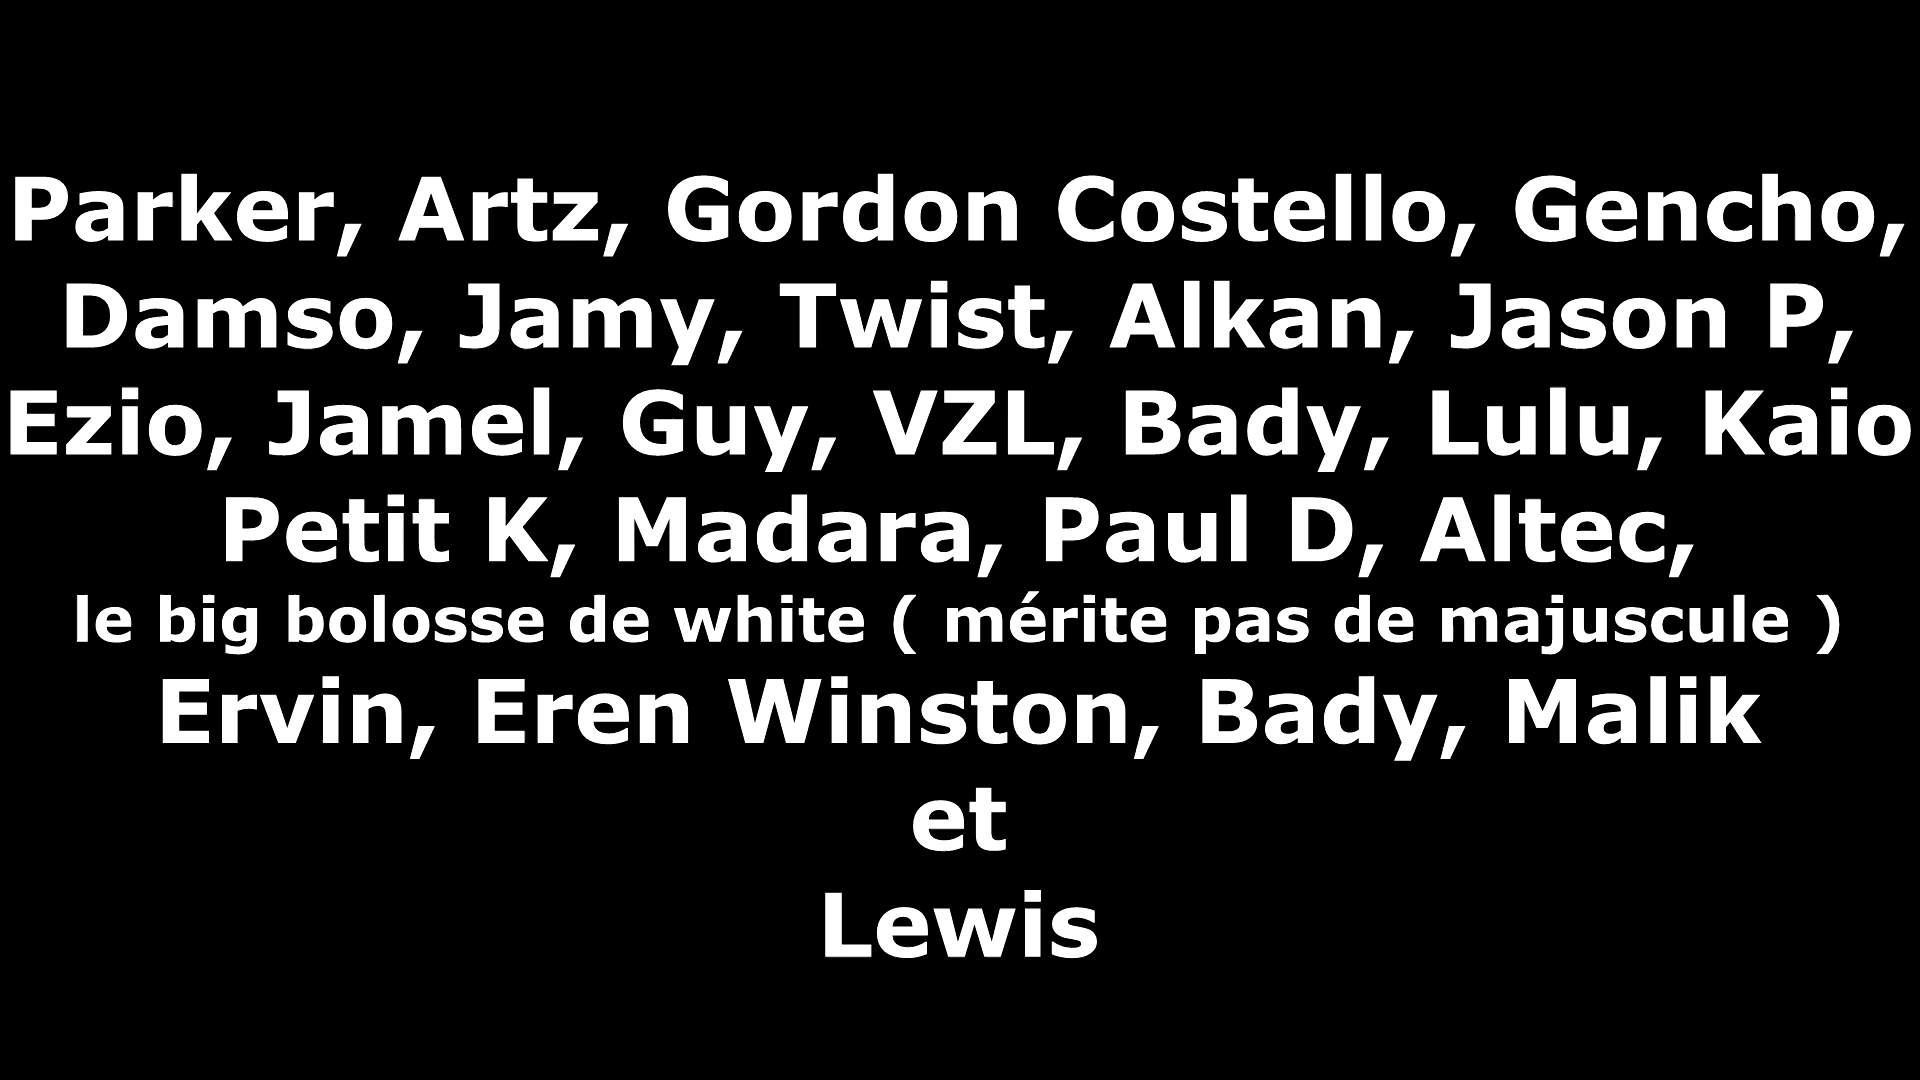 Parker, Artz, Gordon Costello, Gencho,
Damso, Jamy, Twist, Alkan, Jason P,
Ezio, Jamel, Guy, VZL, Bady, Lulu, Kaio
Petit K, Madara, Paul D, Altec,
le big bolosse de white ( mérite pas de majuscule )
Ervin, Eren Winston, Bady, Malik
et
Lewis